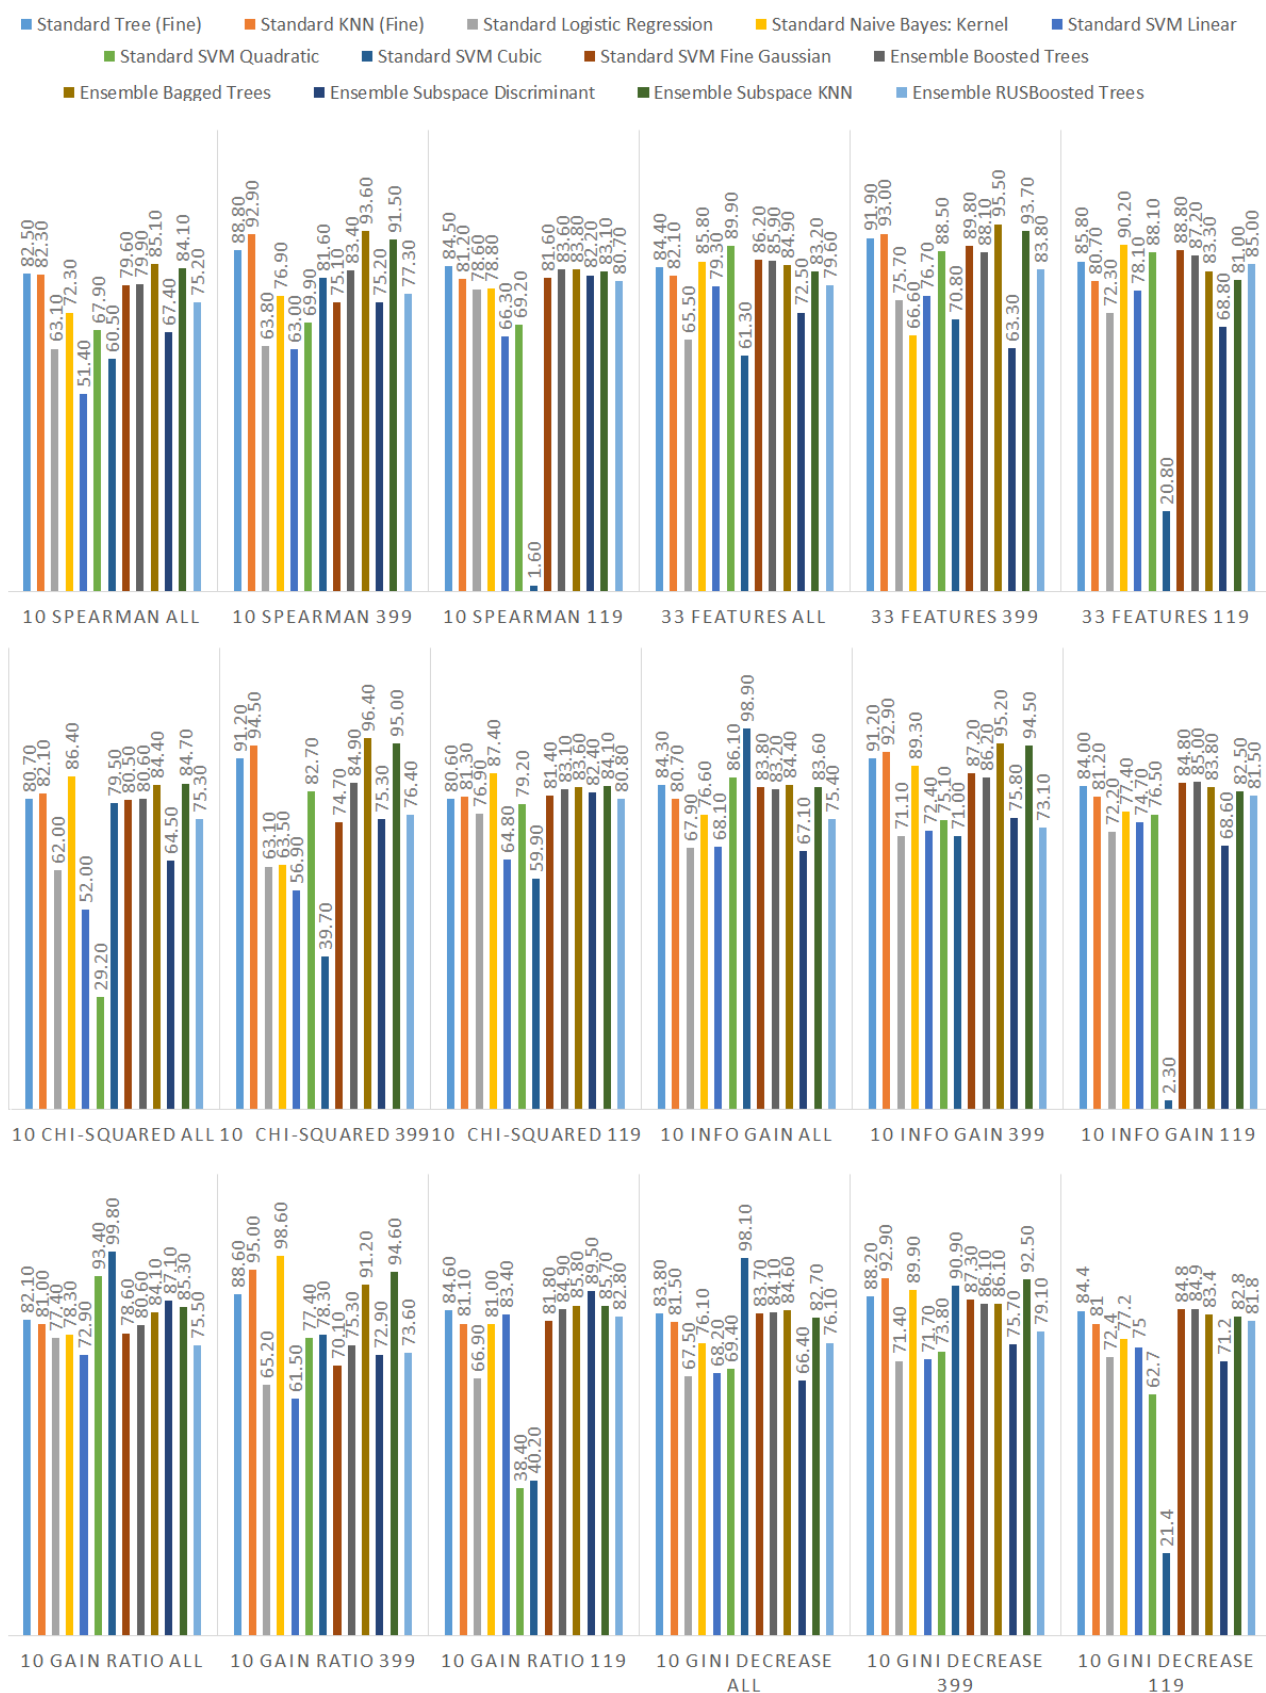 Standard Tree (Fine) Standard KNN (Fine) Standard Logistic Regression Standard Naive Bayes: Kernel Standard SVM Linear
Standard SVM Quadratic Standard SVM Cubic Standard SVM Fine Gaussian Ensemble Boosted Trees
Ensemble Bagged Trees Ensemble Subspace Discriminant Ensemble Subspace KNN Ensemble RUSBoosted Trees
82.50 82.30 63.10 72.30 51.40 67.90 60.50 79.60 79.90 85.10 67.40 84.10 75.20
88.80 92.90 63.80 76.90 63.00 69.90 81.60 75.10 83.40 93.60 75.20 91.50 77.30
84.50 81.20 78.60 78.80 66.30 69.20 1.60 81.60 83.60 83.80 82.20 83.10 80.70
84.40 82.10 65.50 85.80 79.30 89.90 61.30 86.20 85.90 84.90 72.50 83.20 79.60
91.90 93.00 75.70 66.60 76.70 88.50 70.80 89.80 88.10 95.50 63.30 93.70 83.80
85.80 80.70 72.30 90.20 78.10 88.10 20.80 88.80 87.20 83.30 68.80 81.00 85.00
10 SPEARMAN ALL 10 SPEARMAN 399 10 SPEARMAN 119 33 FEATURES ALL 33 FEATURES 399 33 FEATURES 119
80.70 82.10 62.00 86.40 52.00 29.20 79.50 80.50 80.60 84.40 64.50 84.70 75.30
91.20 94.50 63.10 63.50 56.90 82.70 39.70 74.70 84.90 96.40 75.30 95.00 76.40
80.60 81.30 76.90 87.40 64.80 79.20 59.90 81.40 83.10 83.60 82.40 84.10 80.80
84.30 80.70 67.90 76.60 68.10 86.10 98.90 83.80 83.20 84.40 67.10 83.60 75.40
91.20 92.90 71.10 89.30 72.40 75.10 71.00 87.20 86.20 95.20 75.80 94.50 73.10
84.00 81.20 72.20 77.40 74.70 76.50 2.30 84.80 85.00 83.80 68.60 82.50 81.50
10 CHI-SQUARED ALL 10 CHI-SQUARED 399 10 CHI-SQUARED 119 10 INFO GAIN ALL 10 INFO GAIN 399 10 INFO GAIN 119
82.10 81.00 77.40 78.30 72.90 93.40 99.80 78.60 80.60 84.10 87.10 85.30 75.50
88.60 95.00 65.20 98.60 61.50 77.40 78.30 70.10 75.30 91.20 72.90 94.60 73.60
84.60 81.10 66.90 81.00 83.40 38.40 40.20 81.80 84.90 85.80 89.50 85.70 82.80
83.80 81.50 67.50 76.10 68.20 69.40 98.10 83.70 84.10 84.60 66.40 82.70 76.10
88.20 92.90 71.40 89.90 71.70 73.80 90.90 87.30 86.10 86.10 75.70 92.50 79.10
84.4 81 72.4 77.2 75 62.7 21.4 84.8 84.9 83.4 71.2 82.8 81.8
10 GAIN RATIO ALL 10 GAIN RATIO 399 10 GAIN RATIO 119 10 GINI DECREASE 10 GINI DECREASE 10 GINI DECREASE
ALL 399 119